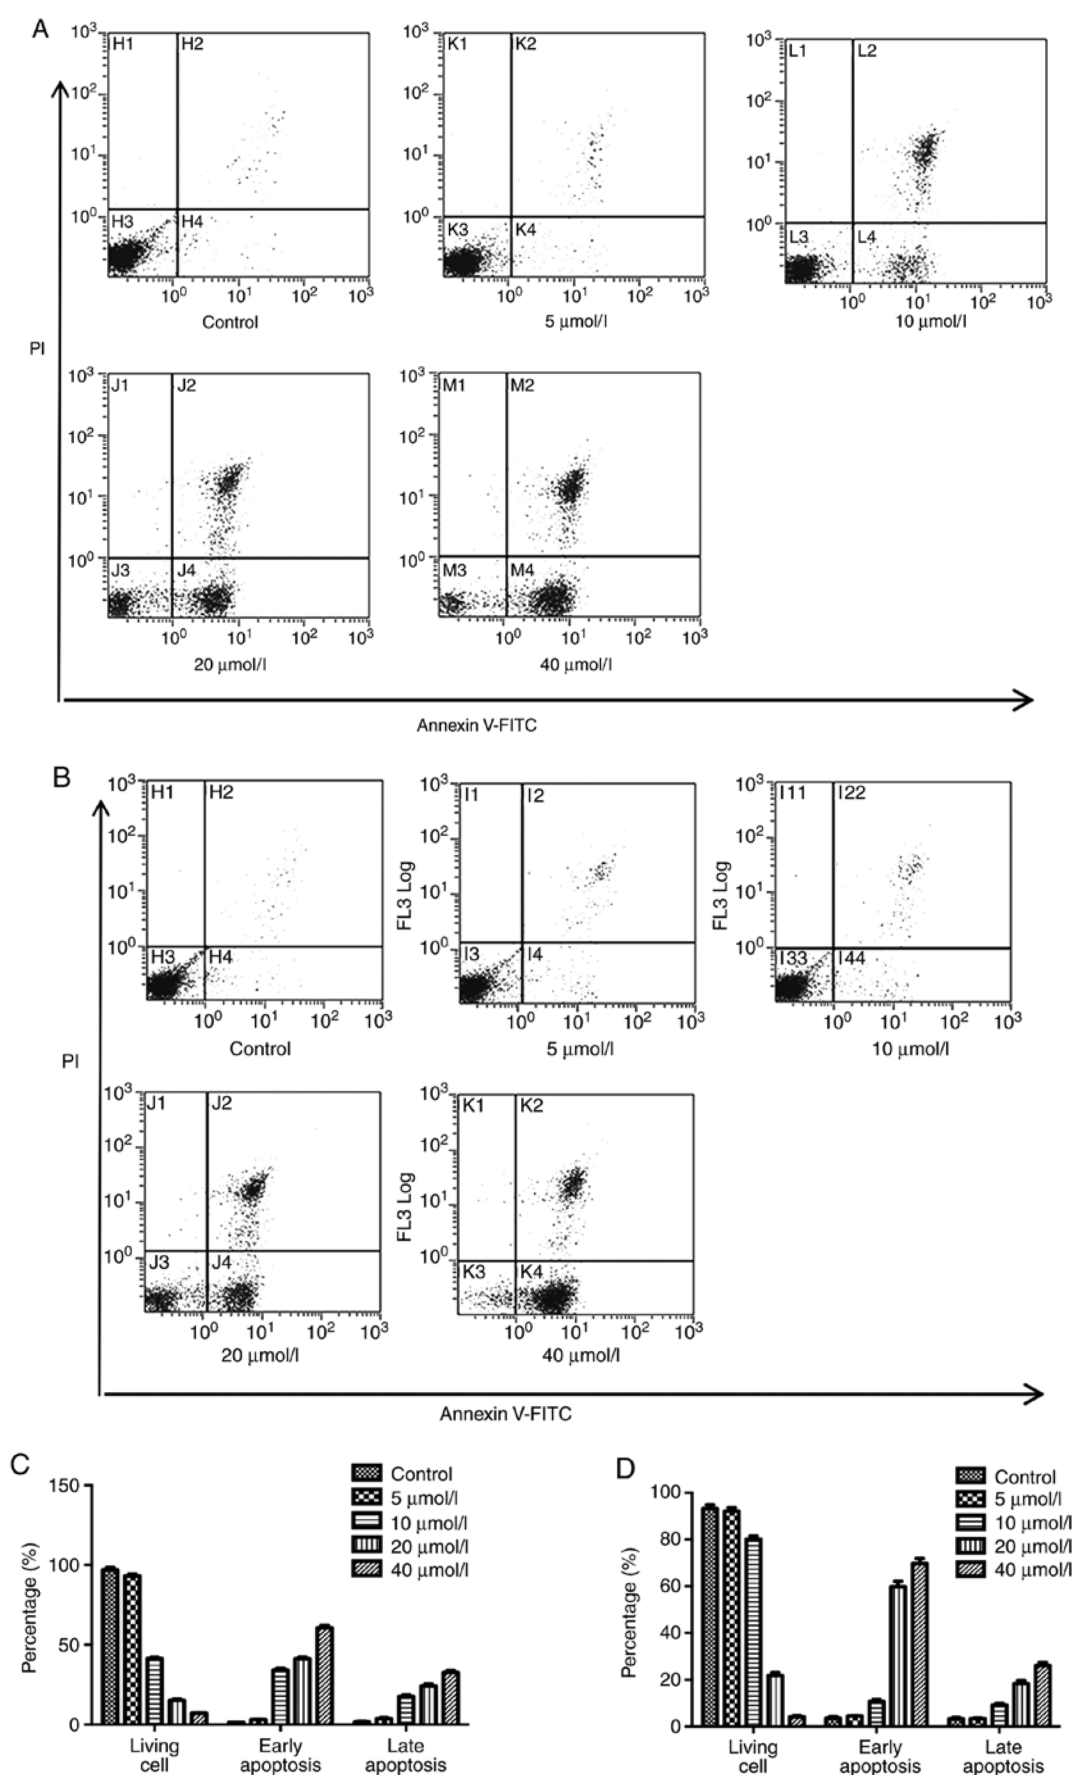 A
10³ H1 H2
10²
10¹
10⁰
H3 H4
10⁰ 10¹ 10² 10³
Control
10³ K1 K2
10²
10¹
10⁰
K3 K4
10⁰ 10¹ 10² 10³
5 µmol/l
10³ L1 L2
10²
10¹
10⁰
L3 L4
10⁰ 10¹ 10² 10³
10 µmol/l
PI
10³ J1 J2
10²
10¹
10⁰
J3 J4
10⁰ 10¹ 10² 10³
20 µmol/l
10³ M1 M2
10²
10¹
10⁰
M3 M4
10⁰ 10¹ 10² 10³
40 µmol/l
Annexin V-FITC
B
10³ H1 H2
10²
10¹
10⁰
H3 H4
10⁰ 10¹ 10² 10³
Control
FL3 Log
10³ I1 I2
10²
10¹
10⁰
I3 I4
10⁰ 10¹ 10² 10³
5 µmol/l
FL3 Log
10³ I11 I22
10²
10¹
10⁰
I33 I44
10⁰ 10¹ 10² 10³
10 µmol/l
PI
10³ J1 J2
10²
10¹
10⁰
J3 J4
10⁰ 10¹ 10² 10³
20 µmol/l
FL3 Log
10³ K1 K2
10²
10¹
10⁰
K3 K4
10⁰ 10¹ 10² 10³
40 µmol/l
Annexin V-FITC
C
Percentage (%)
150
100
50
0
Control
5 µmol/l
10 µmol/l
20 µmol/l
40 µmol/l
Living cell
Early apoptosis
Late apoptosis
D
Percentage (%)
100
80
60
40
20
0
Control
5 µmol/l
10 µmol/l
20 µmol/l
40 µmol/l
Living cell
Early apoptosis
Late apoptosis